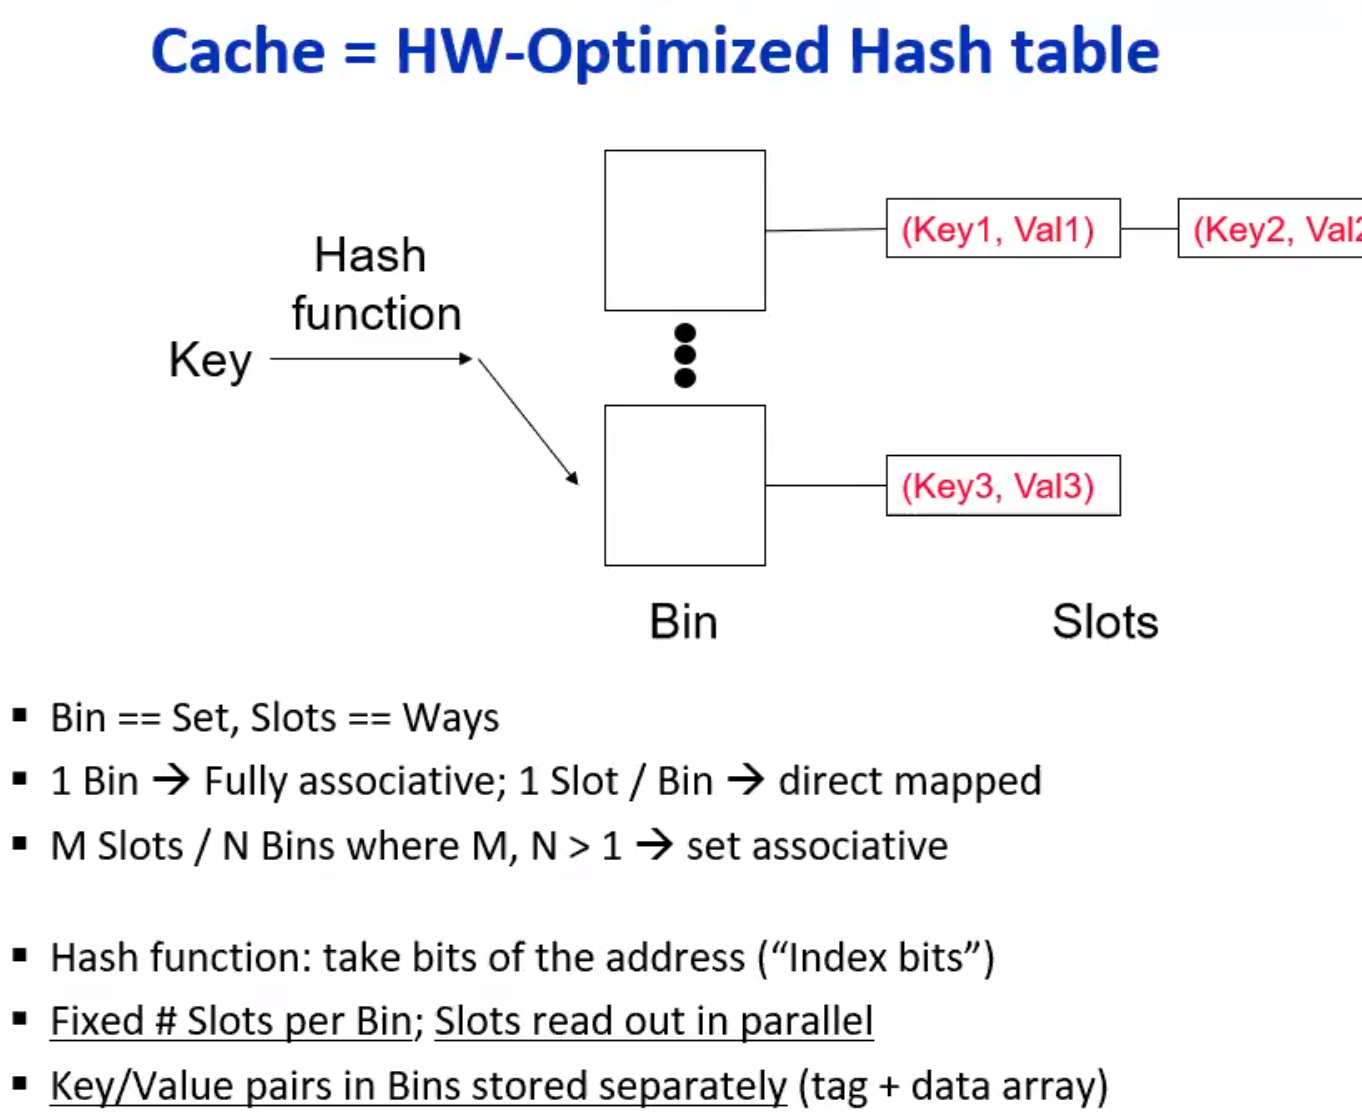 Cache = HW-Optimized Hash table
Hash
function
Key
(Key1, Val1)
(Key2, Val2
(Key3, Val3)
Bin
Slots
▪ Bin == Set, Slots == Ways
▪ 1 Bin → Fully associative; 1 Slot / Bin → direct mapped
▪ M Slots / N Bins where M, N > 1 → set associative
▪ Hash function: take bits of the address (“Index bits”)
▪ Fixed # Slots per Bin; Slots read out in parallel
▪ Key/Value pairs in Bins stored separately (tag + data array)